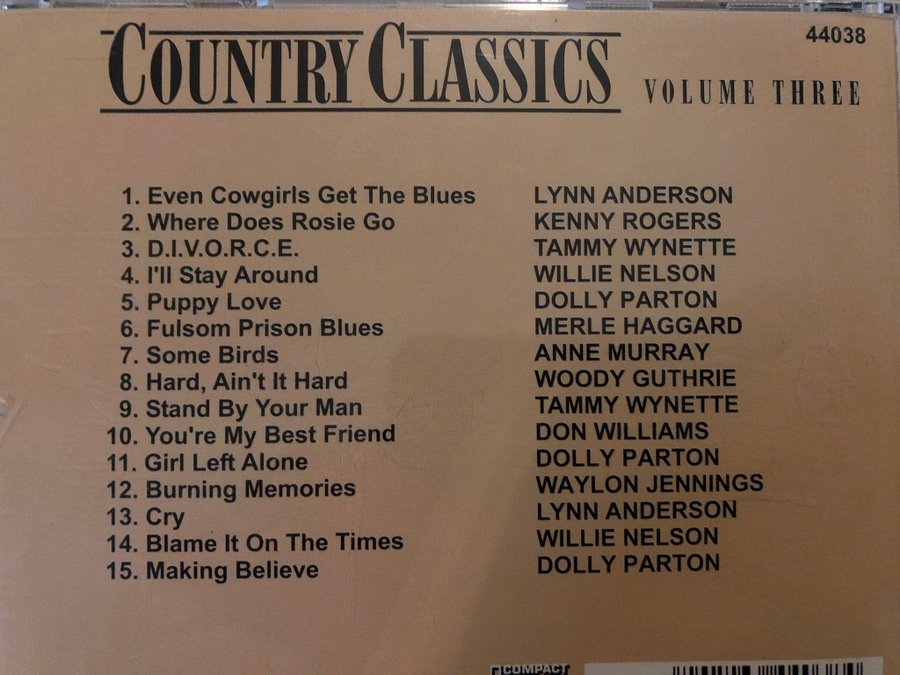 44038
COUNTRY CLASSICS VOLUME THREE
1. Even Cowgirls Get The Blues LYNN ANDERSON
2. Where Does Rosie Go KENNY ROGERS
3. D.I.V.O.R.C.E. TAMMY WYNETTE
4. I'll Stay Around WILLIE NELSON
5. Puppy Love DOLLY PARTON
6. Fulsom Prison Blues MERLE HAGGARD
7. Some Birds ANNE MURRAY
8. Hard, Ain't It Hard WOODY GUTHRIE
9. Stand By Your Man TAMMY WYNETTE
10. You're My Best Friend DON WILLIAMS
11. Girl Left Alone DOLLY PARTON
12. Burning Memories WAYLON JENNINGS
13. Cry LYNN ANDERSON
14. Blame It On The Times WILLIE NELSON
15. Making Believe DOLLY PARTON
COMPACT